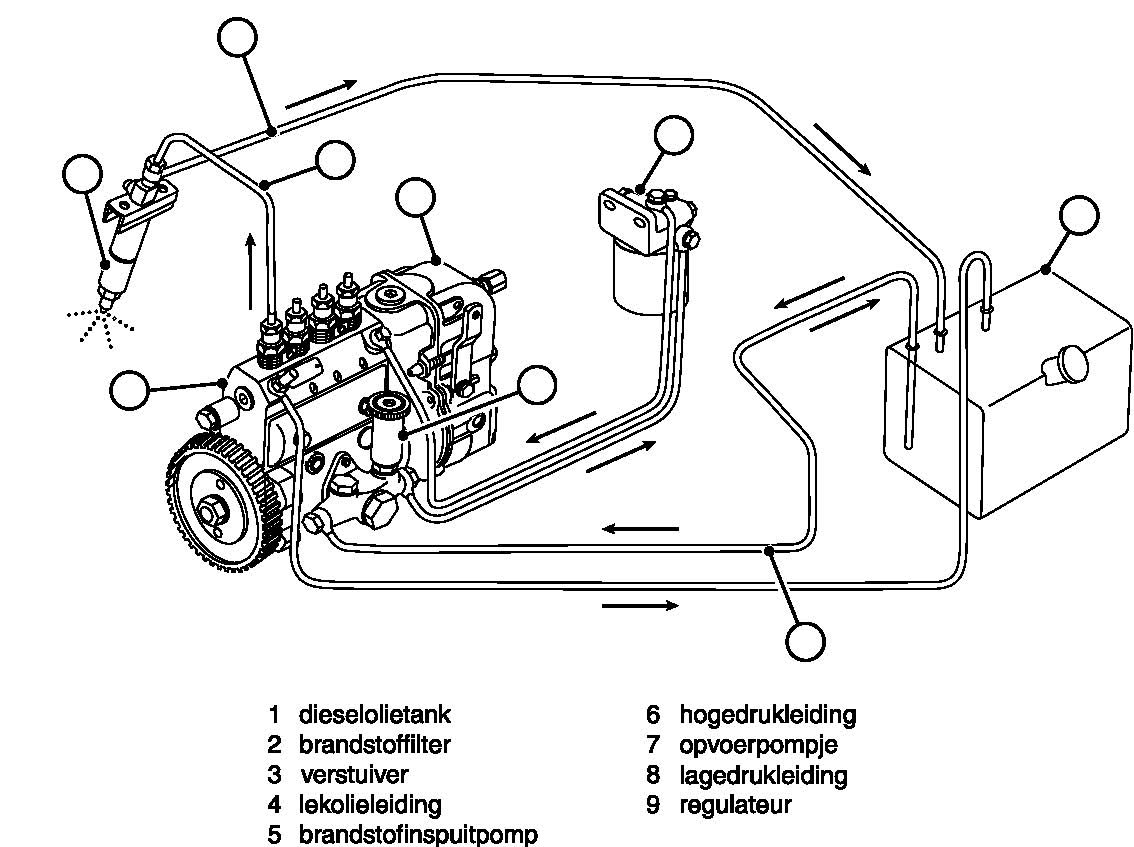 1 dieselolietank
2 brandstoffilter
3 verstuiver
4 lekolieleiding
5 brandstofinspuitpomp
6 hogedrukleiding
7 opvoerpompje
8 lagedrukleiding
9 regulateur